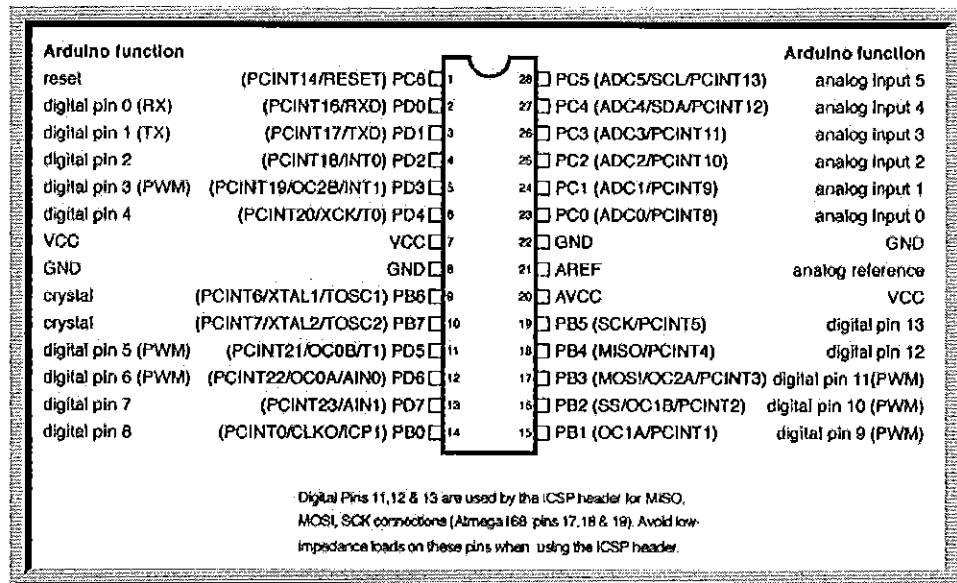 Arduino function Arduino function
reset (PCINT14/RESET) PC6 1 28 PC5 (ADC5/SCL/PCINT13) analog input 5
digital pin 0 (RX) (PCINT16/RXD) PD0 2 27 PC4 (ADC4/SDA/PCINT12) analog input 4
digital pin 1 (TX) (PCINT17/TXD) PD1 3 26 PC3 (ADC3/PCINT11) analog input 3
digital pin 2 (PCINT18/INT0) PD2 4 25 PC2 (ADC2/PCINT10) analog input 2
digital pin 3 (PWM) (PCINT19/OC2B/INT1) PD3 5 24 PC1 (ADC1/PCINT9) analog input 1
digital pin 4 (PCINT20/XCK/T0) PD4 6 23 PC0 (ADC0/PCINT8) analog input 0
VCC VCC 7 22 GND GND
GND GND 8 21 AREF analog reference
crystal (PCINT6/XTAL1/TOSC1) PB6 9 20 AVCC VCC
crystal (PCINT7/XTAL2/TOSC2) PB7 10 19 PB5 (SCK/PCINT5) digital pin 13
digital pin 5 (PWM) (PCINT21/OC0B/T1) PD5 11 18 PB4 (MISO/PCINT4) digital pin 12
digital pin 6 (PWM) (PCINT22/OC0A/AIN0) PD6 12 17 PB3 (MOSI/OC2A/PCINT3) digital pin 11(PWM)
digital pin 7 (PCINT23/AIN1) PD7 13 16 PB2 (SS/OC1B/PCINT2) digital pin 10 (PWM)
digital pin 8 (PCINT0/CLKO/ICP1) PB0 14 15 PB1 (OC1A/PCINT1) digital pin 9 (PWM)
Digital Pins 11,12 & 13 are used by the ICSP header for MISO,
MOSI, SCK connections (Atmega168 pins 17,18 & 19). Avoid low-
impedance loads on these pins when using the ICSP header.